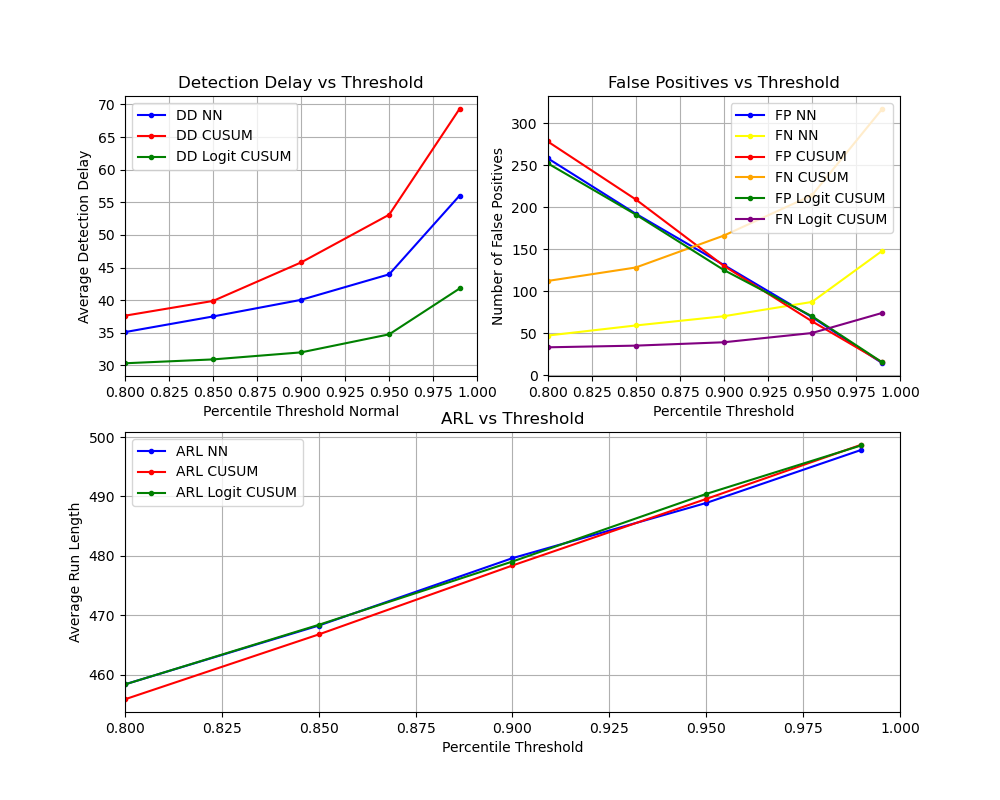 Detection Delay vs Threshold
70
65
60
55
50
45
40
35
30
Average Detection Delay
DD NN
DD CUSUM
DD Logit CUSUM
0.800 0.825 0.850 0.875 0.900 0.925 0.950 0.975 1.000
Percentile Threshold Normal
False Positives vs Threshold
300
250
200
150
100
50
0
Number of False Positives
FP NN
FN NN
FP CUSUM
FN CUSUM
FP Logit CUSUM
FN Logit CUSUM
0.800 0.825 0.850 0.875 0.900 0.925 0.950 0.975 1.000
Percentile Threshold
ARL vs Threshold
500
490
480
470
460
Average Run Length
ARL NN
ARL CUSUM
ARL Logit CUSUM
0.800 0.825 0.850 0.875 0.900 0.925 0.950 0.975 1.000
Percentile Threshold